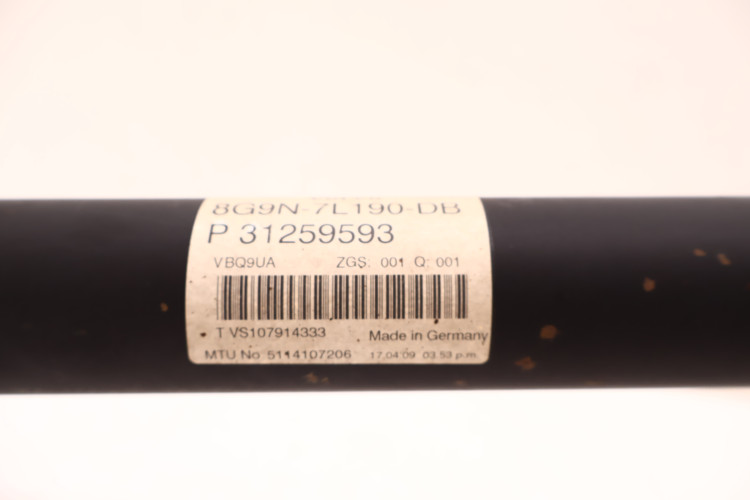 8G9N-7L190-DB
P 31259593
VBQ9UA ZGS: 001 Q: 001
T VS107914333 Made in Germany
MTU No. 5114107206 17.04.09 03.53 p.m.